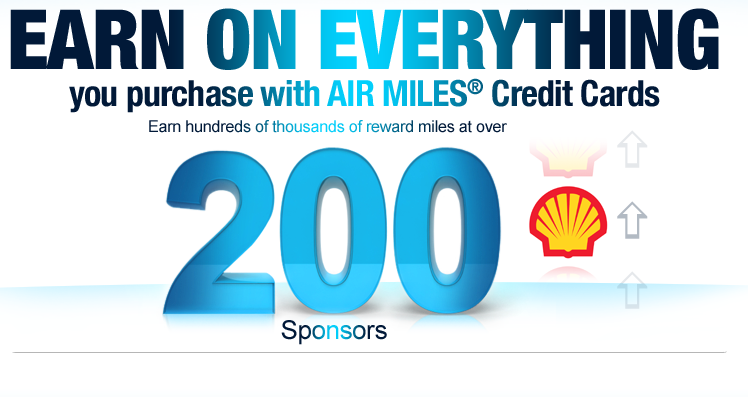 EARN ON EVERYTHING
you purchase with AIR MILES® Credit Cards
Earn hundreds of thousands of reward miles at over
200
Sponsors